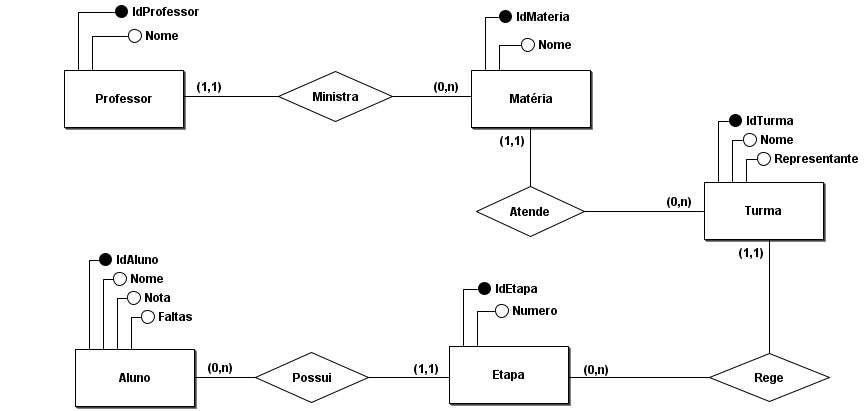 IdProfessor
Nome
Professor
(1,1)
Ministra
(0,n)
IdMateria
Nome
Matéria
(1,1)
Atende
(0,n)
IdTurma
Nome
Representante
Turma
(1,1)
Rege
(0,n)
IdEtapa
Numero
Etapa
(1,1)
Possui
(0,n)
IdAluno
Nome
Nota
Faltas
Aluno